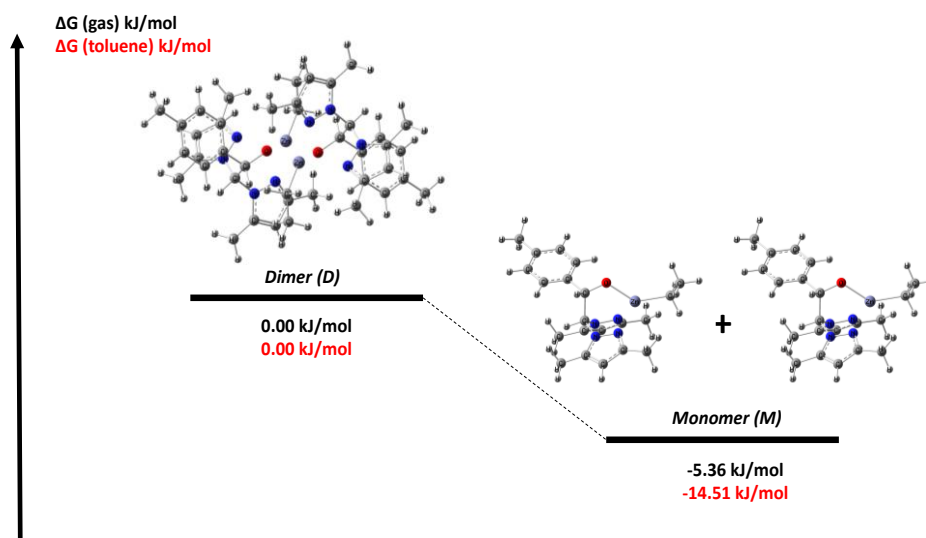 ΔG (gas) kJ/mol
ΔG (toluene) kJ/mol
Dimer (D)
0.00 kJ/mol
0.00 kJ/mol
+
Monomer (M)
-5.36 kJ/mol
-14.51 kJ/mol